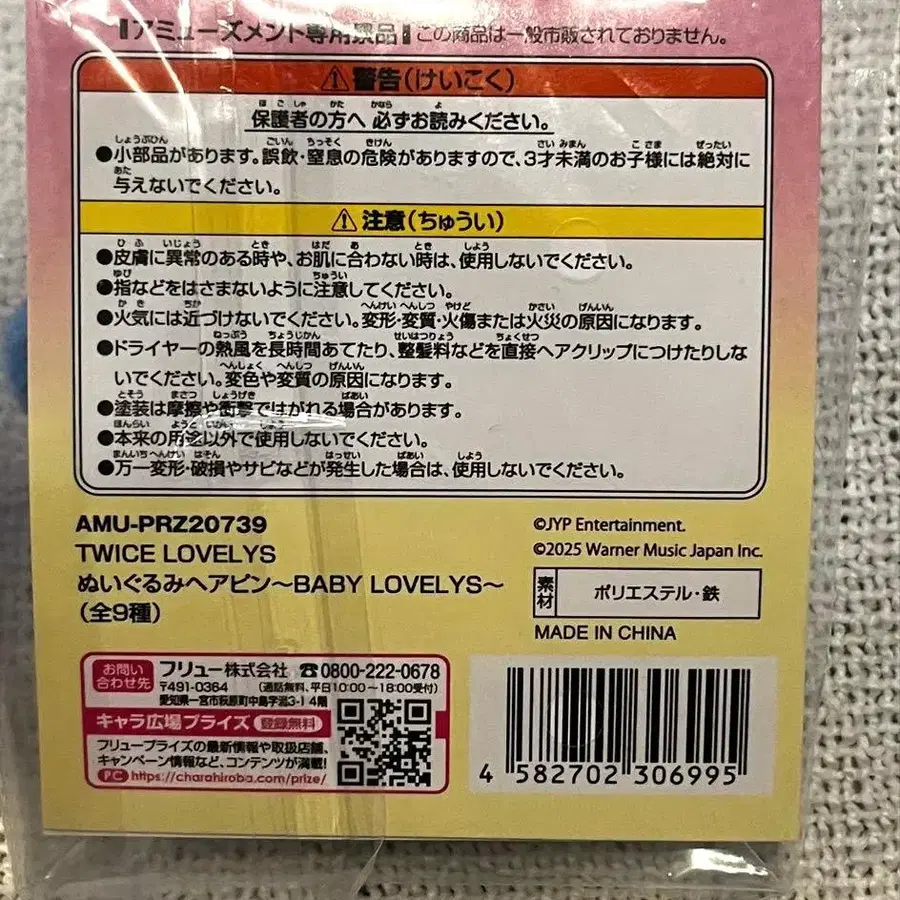 アミューズメント専用景品 この商品は一般市販されておりません。
⚠警告(けいこく)
保護者の方へ 必ずお読みください。
●小部品があります。誤飲・窒息の危険がありますので、3才未満のお子様には絶対に
与えないでください。
⚠注意(ちゅうい)
●皮膚に異常のある時や、お肌に合わない時は、使用しないでください。
●指などをはさまないように注意してください。
●火気には近づけないでください。変形・変質・火傷または火災の原因になります。
●ドライヤーの熱風を長時間あてたり、整髪料などを直接ヘアクリップにつけたりしな
いでください。変色や変質の原因になります。
●塗装は摩擦や衝撃ではがれる場合があります。
●本来の用途以外で使用しないでください。
●万一変形・破損やサビなどが発生した場合は、使用しないでください。
AMU-PRZ20739
TWICE LOVELYS
ぬいぐるみヘアピン～BABY LOVELYS～
(全9種)
©JYP Entertainment.
©2025 Warner Music Japan Inc.
素材 ポリエステル・鉄
MADE IN CHINA
お問い合わせ先 フリュー株式会社 ☎0800-222-0678
〒491-0364 (通話無料、平日10:00～18:00受付)
愛知県一宮市萩原町中島字流3-1 4階
キャラ広場プライズ 登録無料
フリュープライズの最新情報や取扱店舗、
キャンペーン情報など、コンテンツが満載!
PC https://charahiroba.com/prize/
4 582702 306995